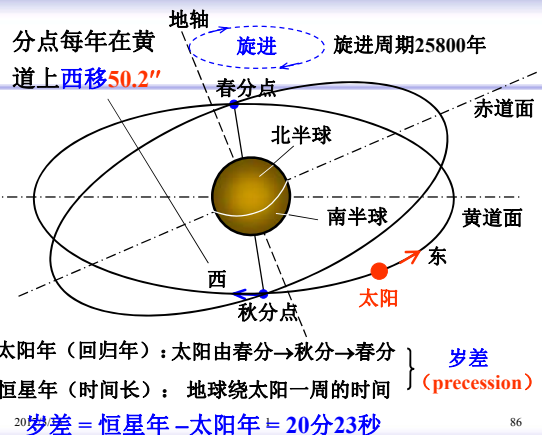 地轴
分点每年在黄
道上西移50.2″
旋进
旋进周期25800年
春分点
赤道面
北半球
南半球
黄道面
东
西
太阳
秋分点
太阳年（回归年）：太阳由春分→秋分→春分
恒星年（时间长）： 地球绕太阳一周的时间
岁差
（precession）
岁差 = 恒星年 –太阳年 = 20分23秒
86